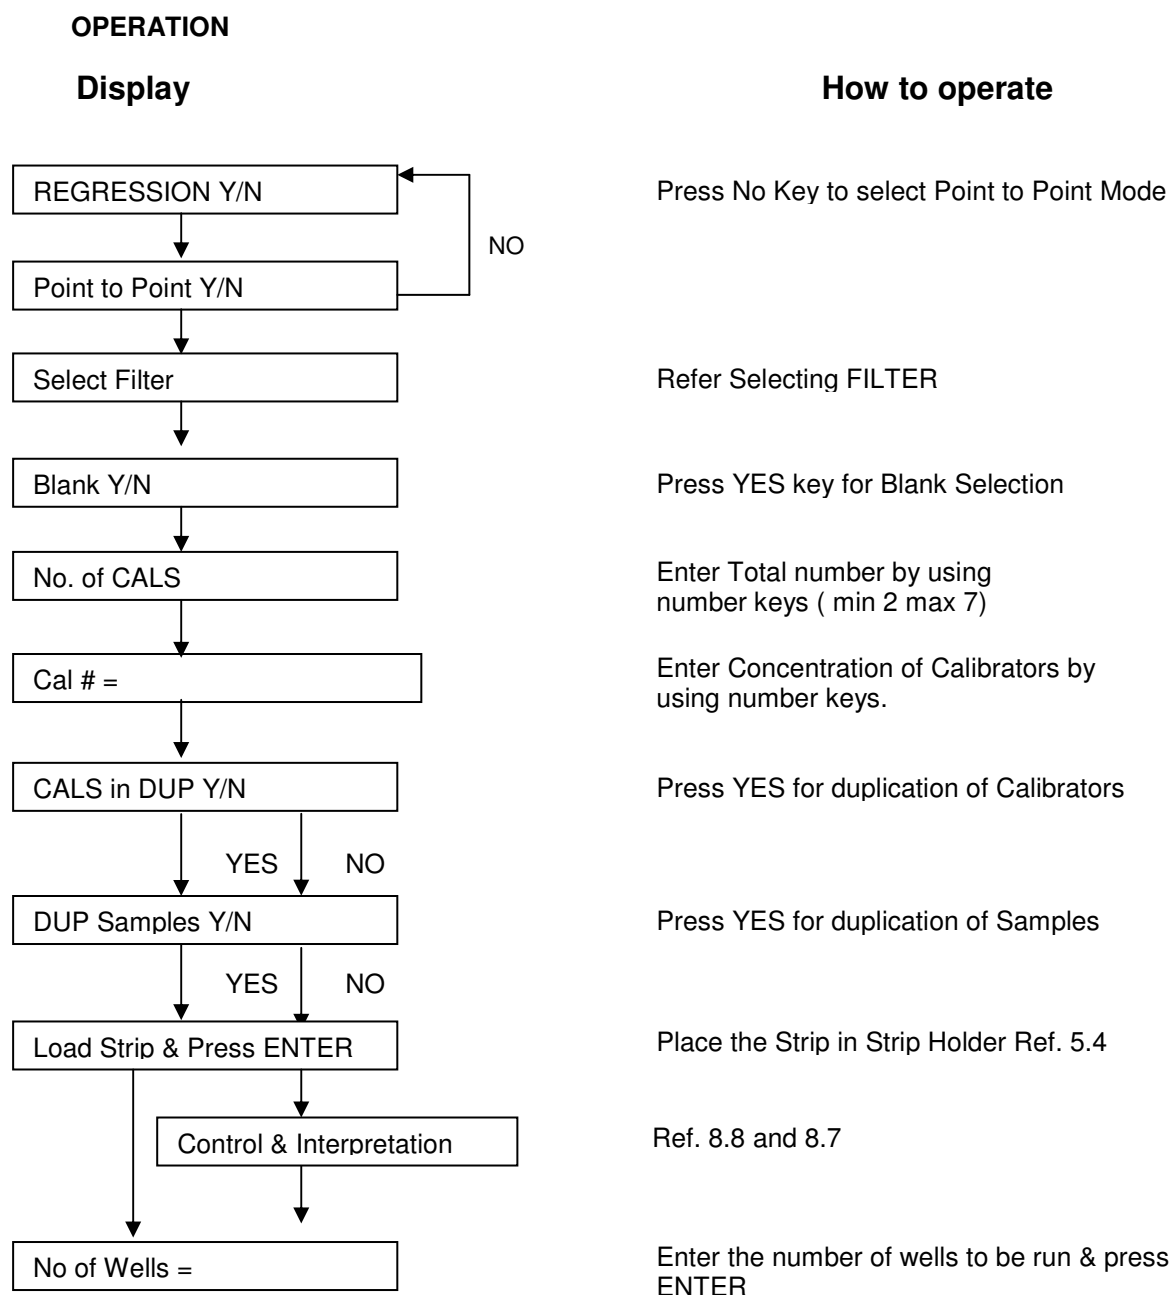 OPERATION
Display
How to operate
REGRESSION Y/N
Press No Key to select Point to Point Mode
NO
Point to Point Y/N
Select Filter
Refer Selecting FILTER
Blank Y/N
Press YES key for Blank Selection
No. of CALS
Enter Total number by using
number keys ( min 2 max 7)
Cal # =
Enter Concentration of Calibrators by
using number keys.
CALS in DUP Y/N
Press YES for duplication of Calibrators
YES
NO
DUP Samples Y/N
Press YES for duplication of Samples
YES
NO
Load Strip & Press ENTER
Place the Strip in Strip Holder Ref. 5.4
Control & Interpretation
Ref. 8.8 and 8.7
No of Wells =
Enter the number of wells to be run & press
ENTER